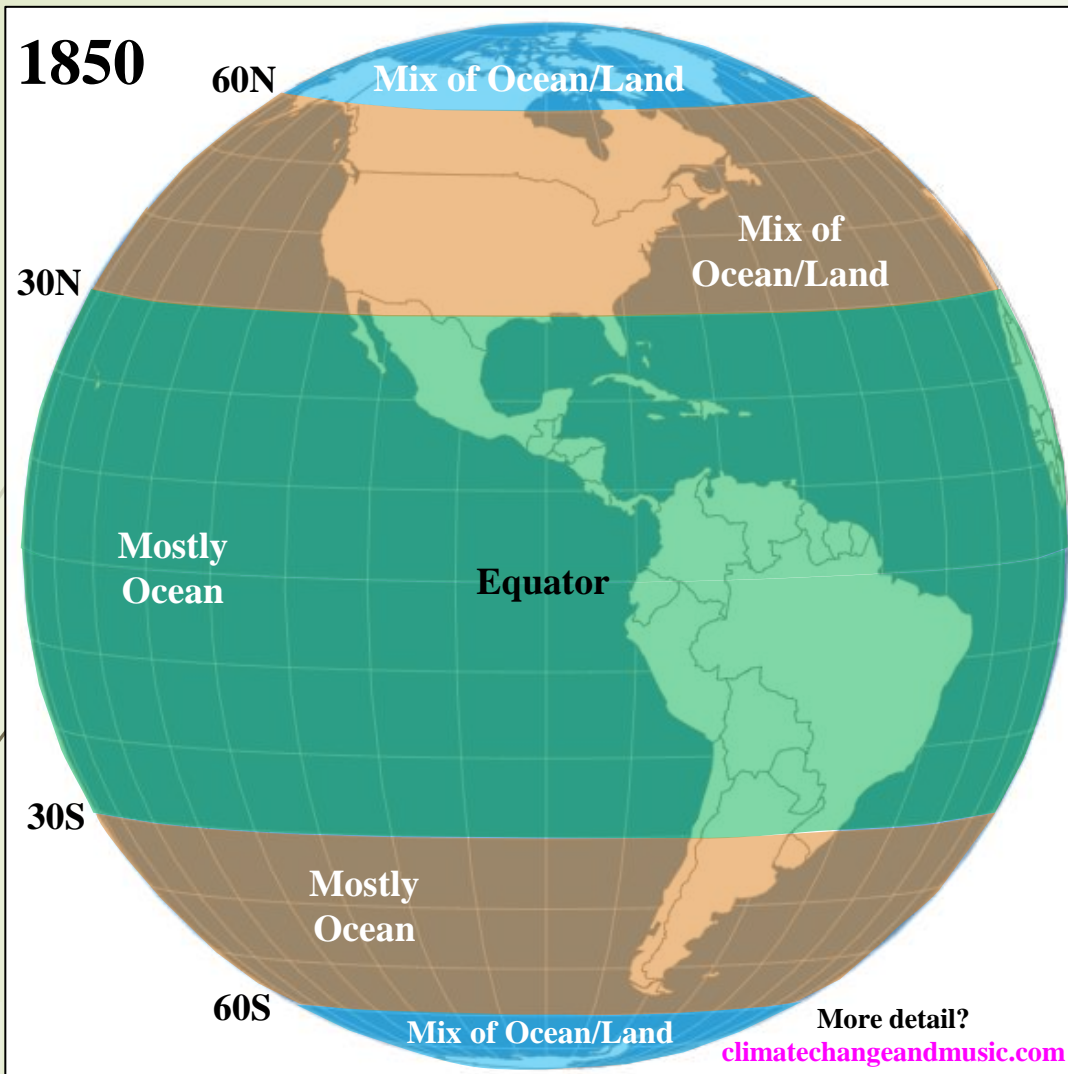 1850
60N
Mix of Ocean/Land
Mix of
Ocean/Land
30N
Mostly
Ocean
Equator
30S
Mostly
Ocean
60S
Mix of Ocean/Land
More detail?
climatechangeandmusic.com